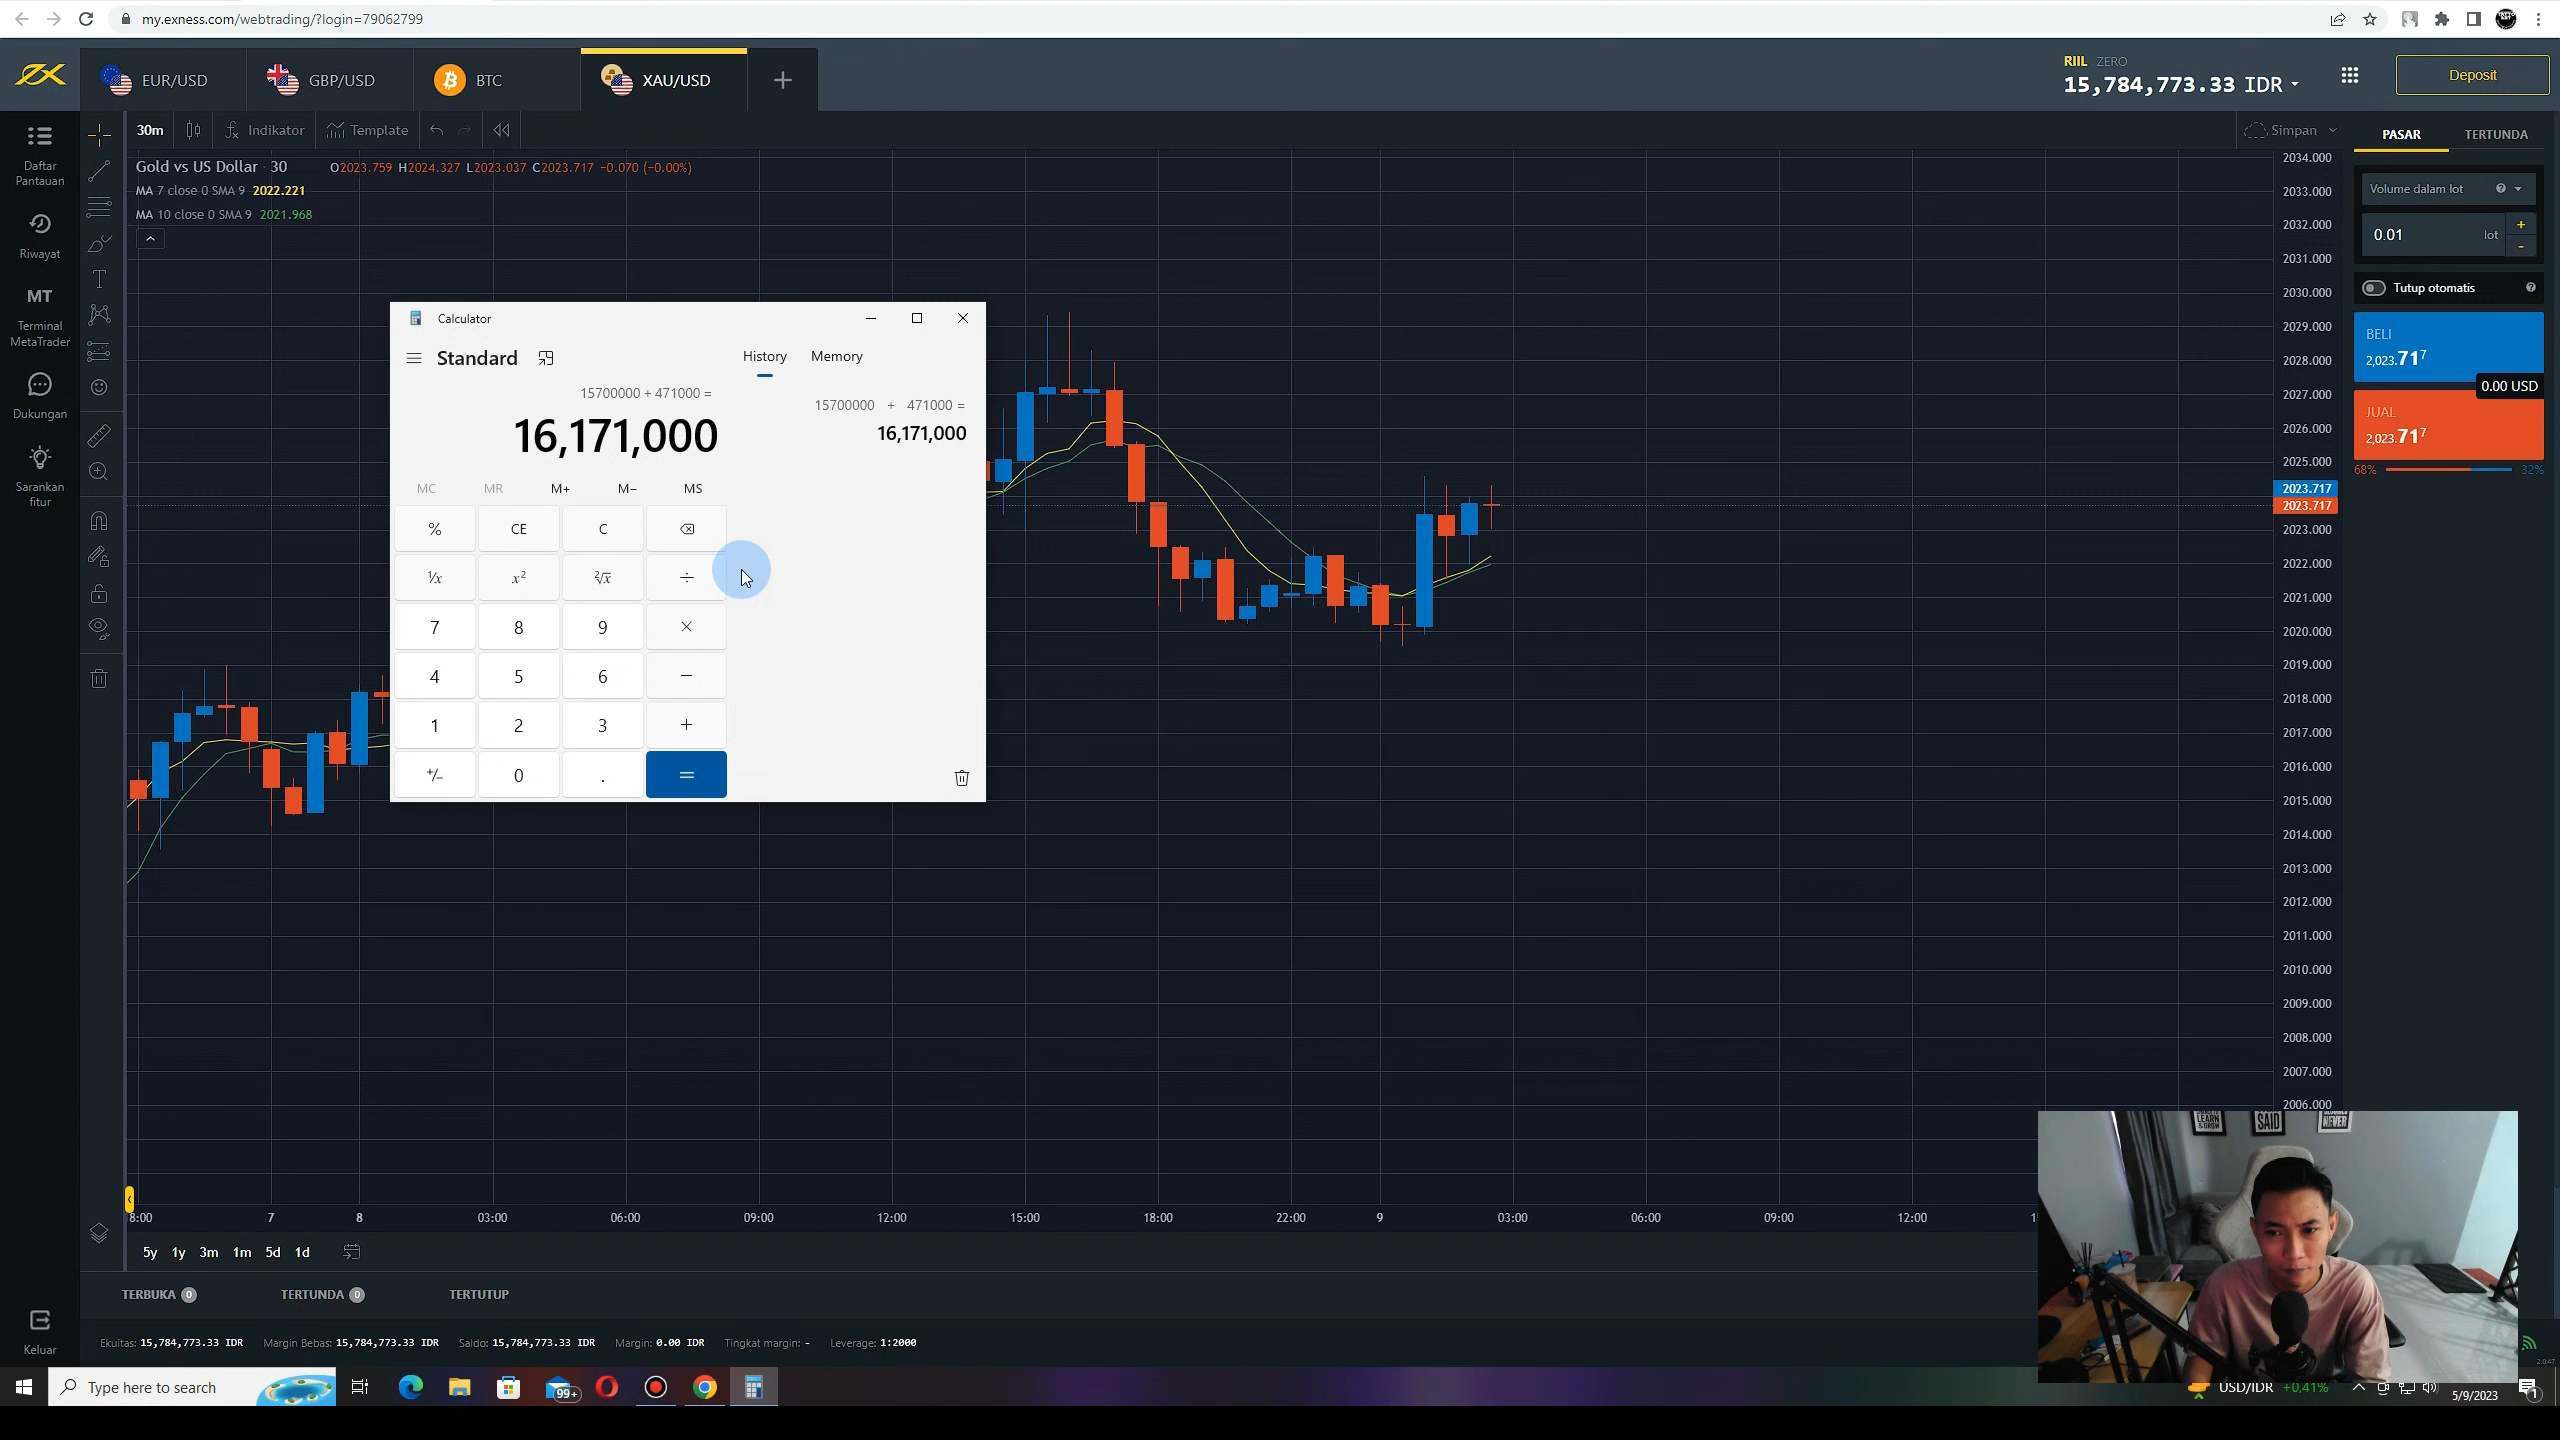 my.exness.com/webtrading/?login=79062799
EUR/USD
GBP/USD
BTC
XAU/USD
RIIL ZERO
15,784,773.33 IDR
Deposit
30m
Indikator
Template
Simpan
PASAR
TERTUNDA
Daftar
Pantauan
Riwayat
MT
Terminal
MetaTrader
Dukungan
Sarankan
fitur
Keluar
Gold vs US Dollar · 30
O2023.759 H2024.327 L2023.037 C2023.717 −0.070 (−0.00%)
MA 7 close 0 SMA 9 2022.221
MA 10 close 0 SMA 9 2021.968
Calculator
Standard
History
Memory
15700000 + 471000 =
16,171,000
15700000 + 471000 =
16,171,000
MC MR M+ M− MS
% CE C
¹/x x² ²√x ÷
7 8 9 ×
4 5 6 −
1 2 3 +
+/− 0 . =
2034.000
2033.000
2032.000
2031.000
2030.000
2029.000
2028.000
2027.000
2026.000
2025.000
2023.717
2023.717
2023.000
2022.000
2021.000
2020.000
2019.000
2018.000
2017.000
2016.000
2015.000
2014.000
2013.000
2012.000
2011.000
2010.000
2009.000
2008.000
2007.000
2006.000
Volume dalam lot
0.01 lot
+
-
Tutup otomatis
BELI
2,023.71⁷
0.00 USD
JUAL
2,023.71⁷
68% 32%
8:00 7 8 03:00 06:00 09:00 12:00 15:00 18:00 22:00 9 03:00 06:00 09:00 12:00
5y 1y 3m 1m 5d 1d
TERBUKA 0
TERTUNDA 0
TERTUTUP
Ekuitas: 15,784,773.33 IDR Margin Bebas: 15,784,773.33 IDR Saldo: 15,784,773.33 IDR Margin: 0.00 IDR Tingkat margin: - Leverage: 1:2000
LEARN
& GROW
SAID
NEVER
2.0.47
Type here to search
99+
USD/IDR +0,41%
5/9/2023
1